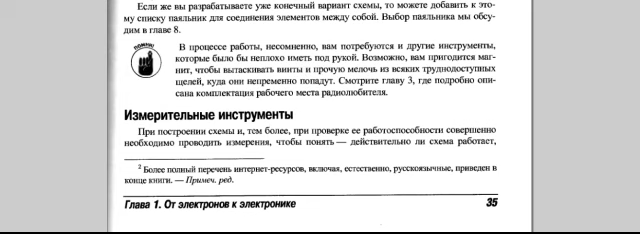 Если же вы разрабатываете уже конечный вариант схемы, то можете добавить к это-
му списку паяльник для соединения элементов между собой. Выбор паяльника мы обсу-
дим в главе 8.
ПОМНИ!
В процессе работы, несомненно, вам потребуются и другие инструменты,
которые было бы неплохо иметь под рукой. Возможно, вам пригодится маг-
нит, чтобы вытаскивать винты и прочую мелочь из всяких труднодоступных
щелей, куда они непременно попадут. Смотрите главу 3, где подробно опи-
сана комплектация рабочего места радиолюбителя.
Измерительные инструменты
При построении схемы и, тем более, при проверке ее работоспособности совершенно
необходимо проводить измерения, чтобы понять — действительно ли схема работает,
2 Более полный перечень интернет-ресурсов, включая, естественно, русскоязычные, приведен в
конце книги. — Примеч. ред.
Глава 1. От электронов к электронике 35